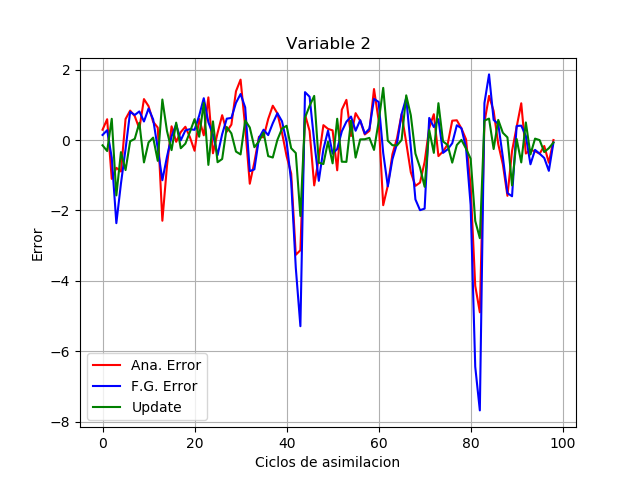 Variable 2
2
0
−2
−4
−6
−8
Error
Ana. Error
F.G. Error
Update
0 20 40 60 80 100
Ciclos de asimilacion